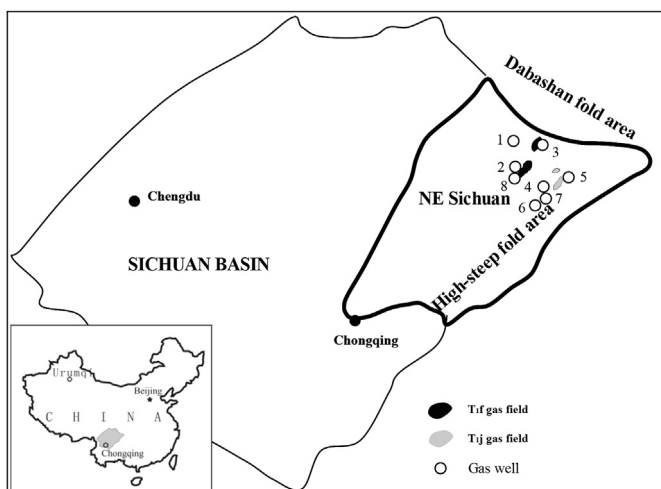 Dabashan fold area
1
3
2
8
4
5
6
7
NE Sichuan
High-steep fold area
Chengdu
SICHUAN BASIN
Chongqing
Urumqi
Beijing
C H I N A
Chongqing
T₁f gas field
T₁j gas field
Gas well